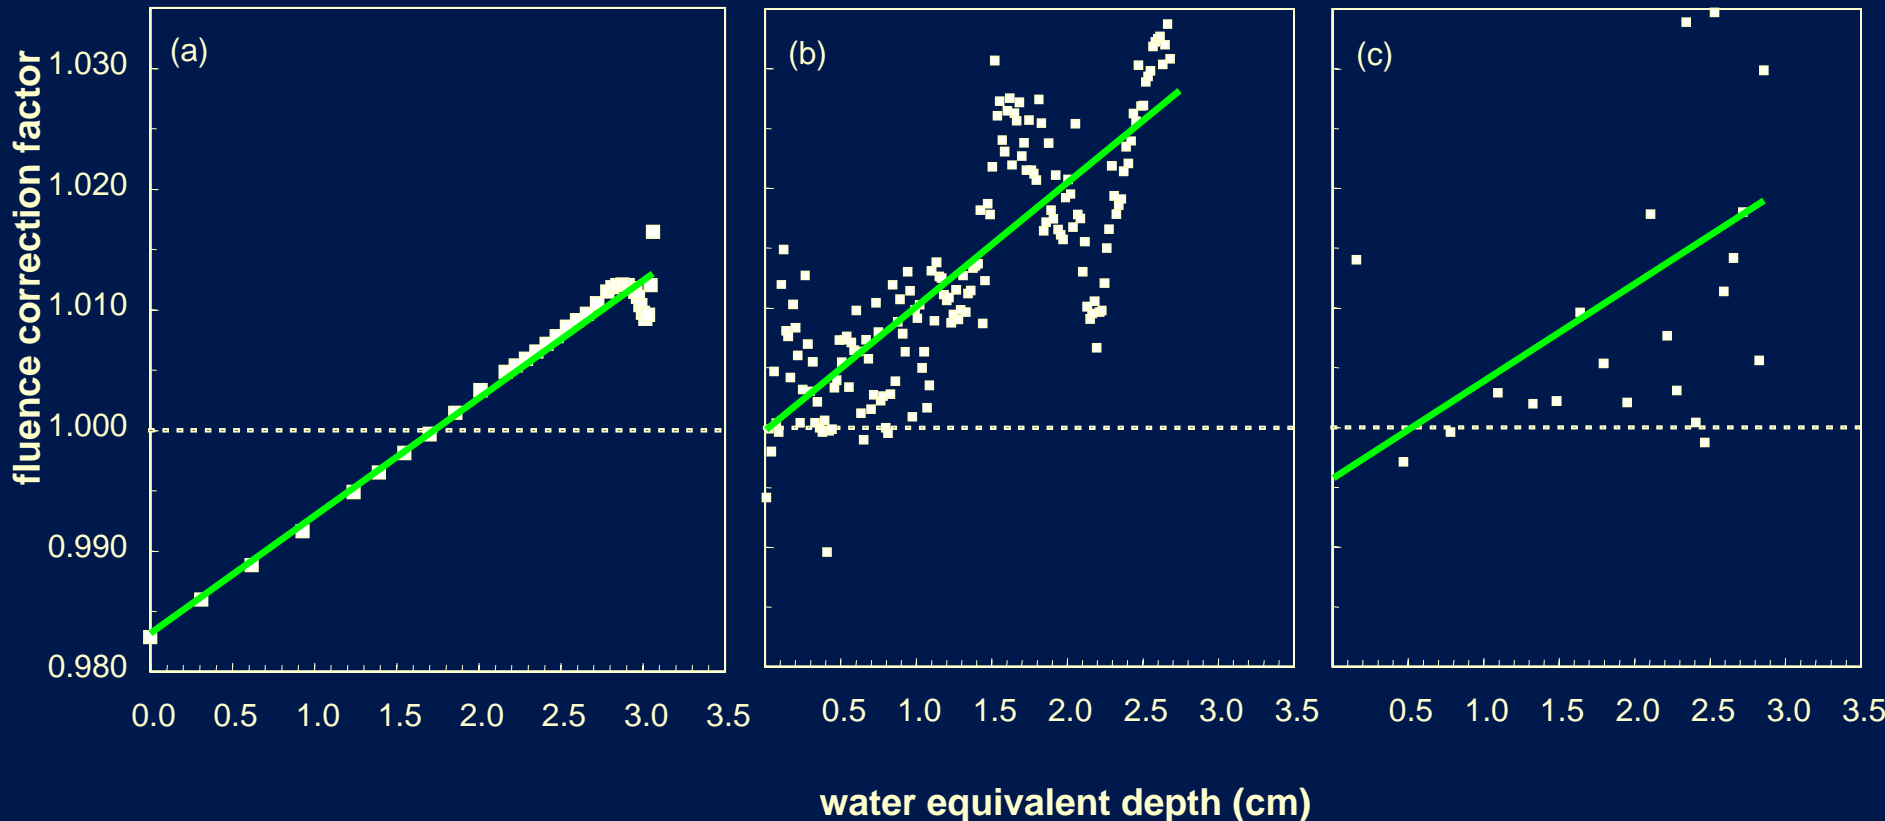 fluence correction factor
1.030
1.020
1.010
1.000
0.990
0.980
(a)
0.0 0.5 1.0 1.5 2.0 2.5 3.0 3.5
(b)
0.5 1.0 1.5 2.0 2.5 3.0 3.5
(c)
0.5 1.0 1.5 2.0 2.5 3.0 3.5
water equivalent depth (cm)